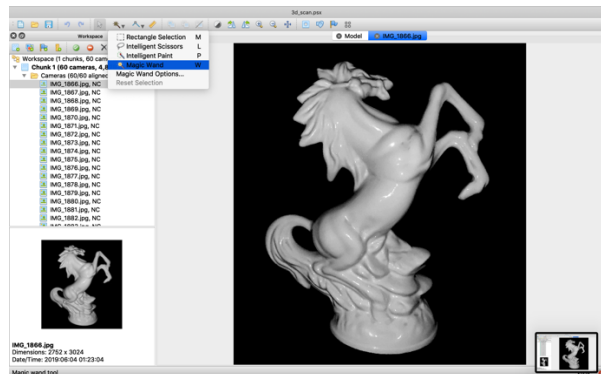 3d_scan.psx
Workspace
Rectangle Selection M
Intelligent Scissors L
Intelligent Paint P
Magic Wand W
Magic Wand Options...
Reset Selection
Model
IMG_1866.jpg
Workspace (1 chunks, 60 cam
Chunk 1 (60 cameras, 4,8
Cameras (60/60 aligned
IMG_1866.jpg, NC
IMG_1867.jpg, NC
IMG_1868.jpg, NC
IMG_1869.jpg, NC
IMG_1870.jpg, NC
IMG_1871.jpg, NC
IMG_1872.jpg, NC
IMG_1873.jpg, NC
IMG_1874.jpg, NC
IMG_1875.jpg, NC
IMG_1876.jpg, NC
IMG_1877.jpg, NC
IMG_1878.jpg, NC
IMG_1879.jpg, NC
IMG_1880.jpg, NC
IMG_1881.jpg, NC
IMG_1882.jpg, NC
IMG_1866.jpg
Dimensions: 2752 x 3024
Date/Time: 2019:06:04 01:23:04
Magic wand tool